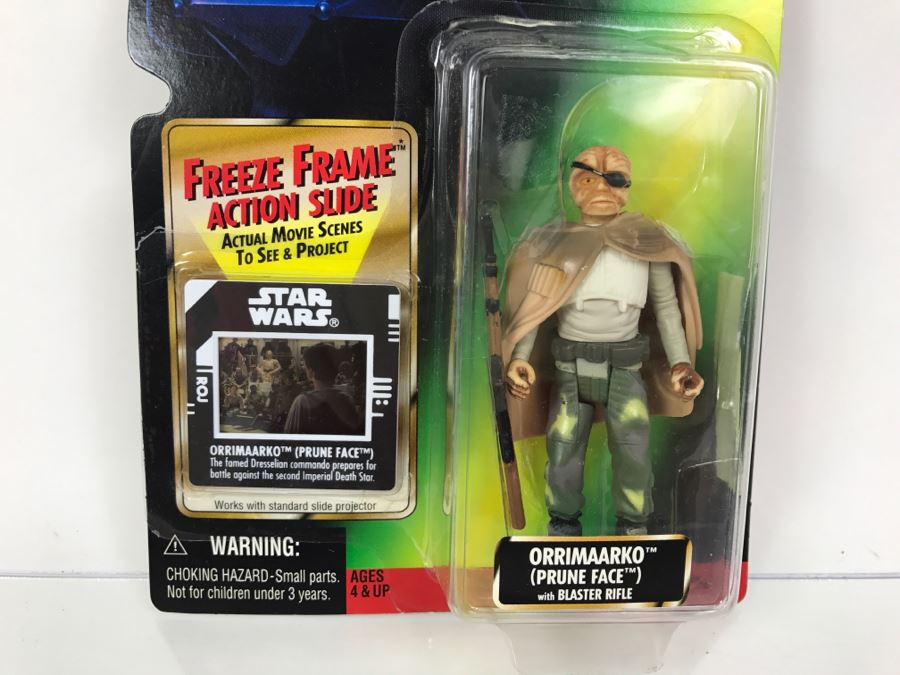 FREEZE FRAME™
ACTION SLIDE
ACTUAL MOVIE SCENES
TO SEE & PROJECT
STAR
WARS®
ROJ
ORRIMAARKO™ (PRUNE FACE™)
The famed Dresselian commando prepares for
battle against the second Imperial Death Star.
Works with standard slide projector
⚠ WARNING:
CHOKING HAZARD-Small parts.
Not for children under 3 years.
AGES
4 & UP
ORRIMAARKO™
(PRUNE FACE™)
with BLASTER RIFLE